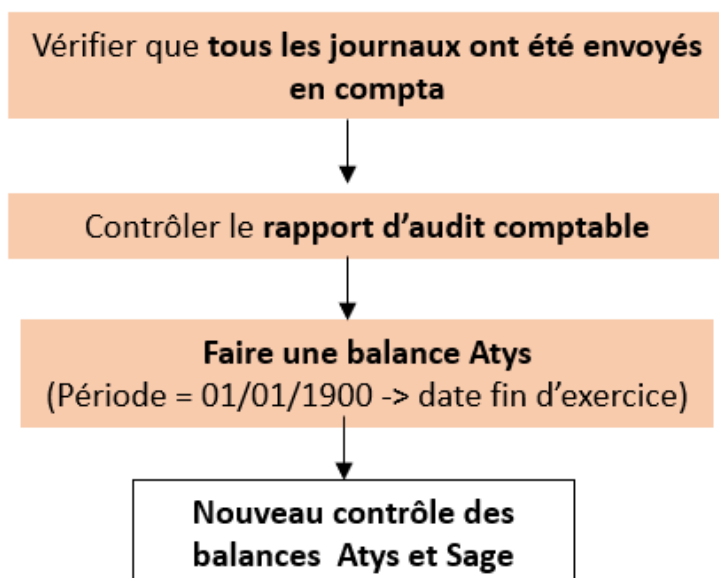 Vérifier que tous les journaux ont été envoyés
en compta
Contrôler le rapport d’audit comptable
Faire une balance Atys
(Période = 01/01/1900 -> date fin d’exercice)
Nouveau contrôle des
balances Atys et Sage